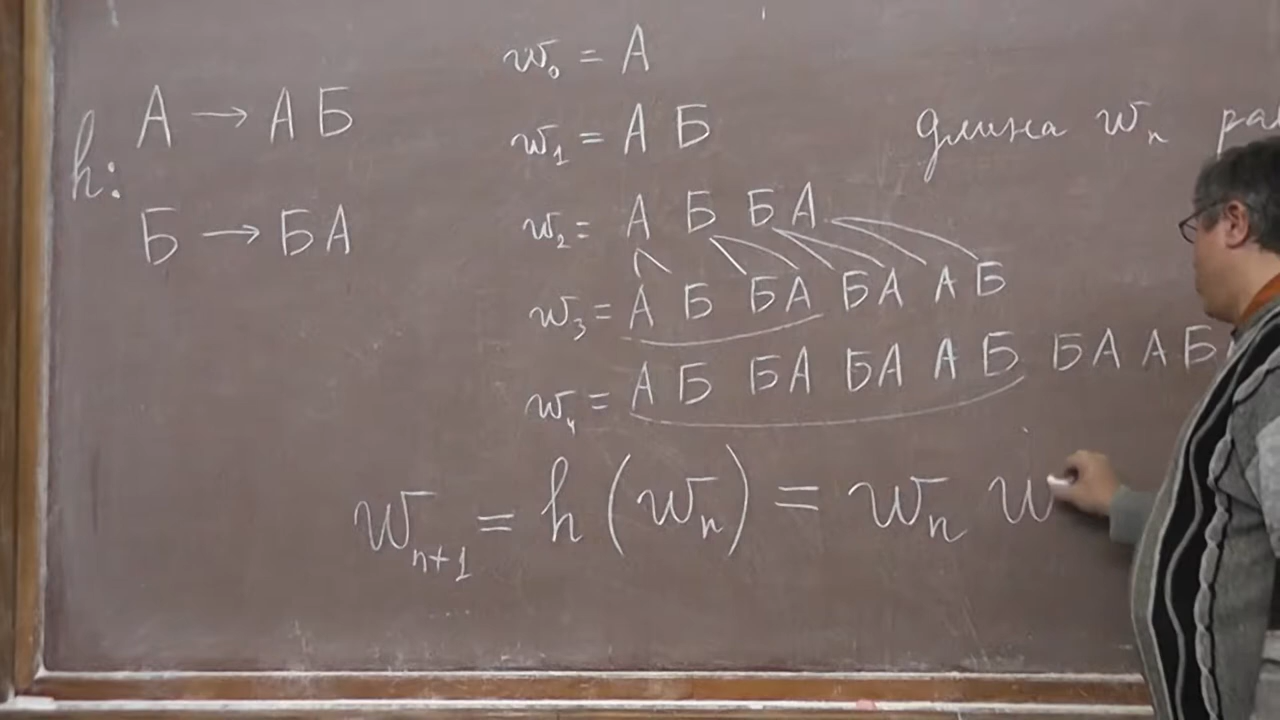 h:
А → А Б
Б → Б А
w₀ = А
w₁ = А Б
w₂ = А Б Б А
w₃ = А Б Б А Б А А Б
w₄ = А Б Б А Б А А Б Б А А Б
wₙ₊₁ = h (wₙ) = wₙ w
длина wₙ